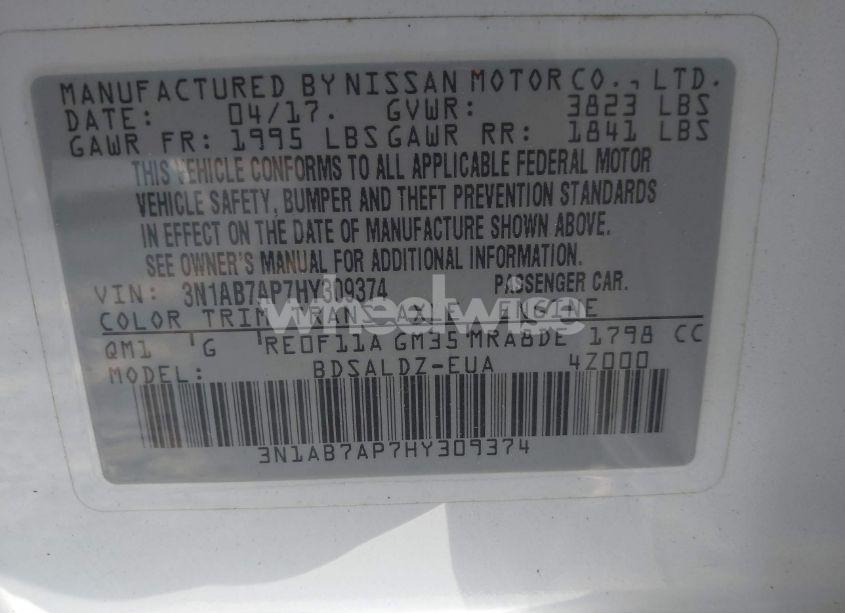 MANUFACTURED BY NISSAN MOTOR CO., LTD.
DATE: 04/17. GVWR: 3823 LBS
GAWR FR: 1995 LBS GAWR RR: 1841 LBS
THIS VEHICLE CONFORMS TO ALL APPLICABLE FEDERAL MOTOR
VEHICLE SAFETY, BUMPER AND THEFT PREVENTION STANDARDS
IN EFFECT ON THE DATE OF MANUFACTURE SHOWN ABOVE.
SEE OWNER'S MANUAL FOR ADDITIONAL INFORMATION.
VIN: 3N1AB7AP7HY309374 PASSENGER CAR.
wheelwise
COLOR TRIM TRANS AXLE ENGINE
QM1 'G 'RE0F11A GM35 MRA8DE 1798 CC
MODEL: BDSALDZ-EUA 4Z000
3N1AB7AP7HY309374